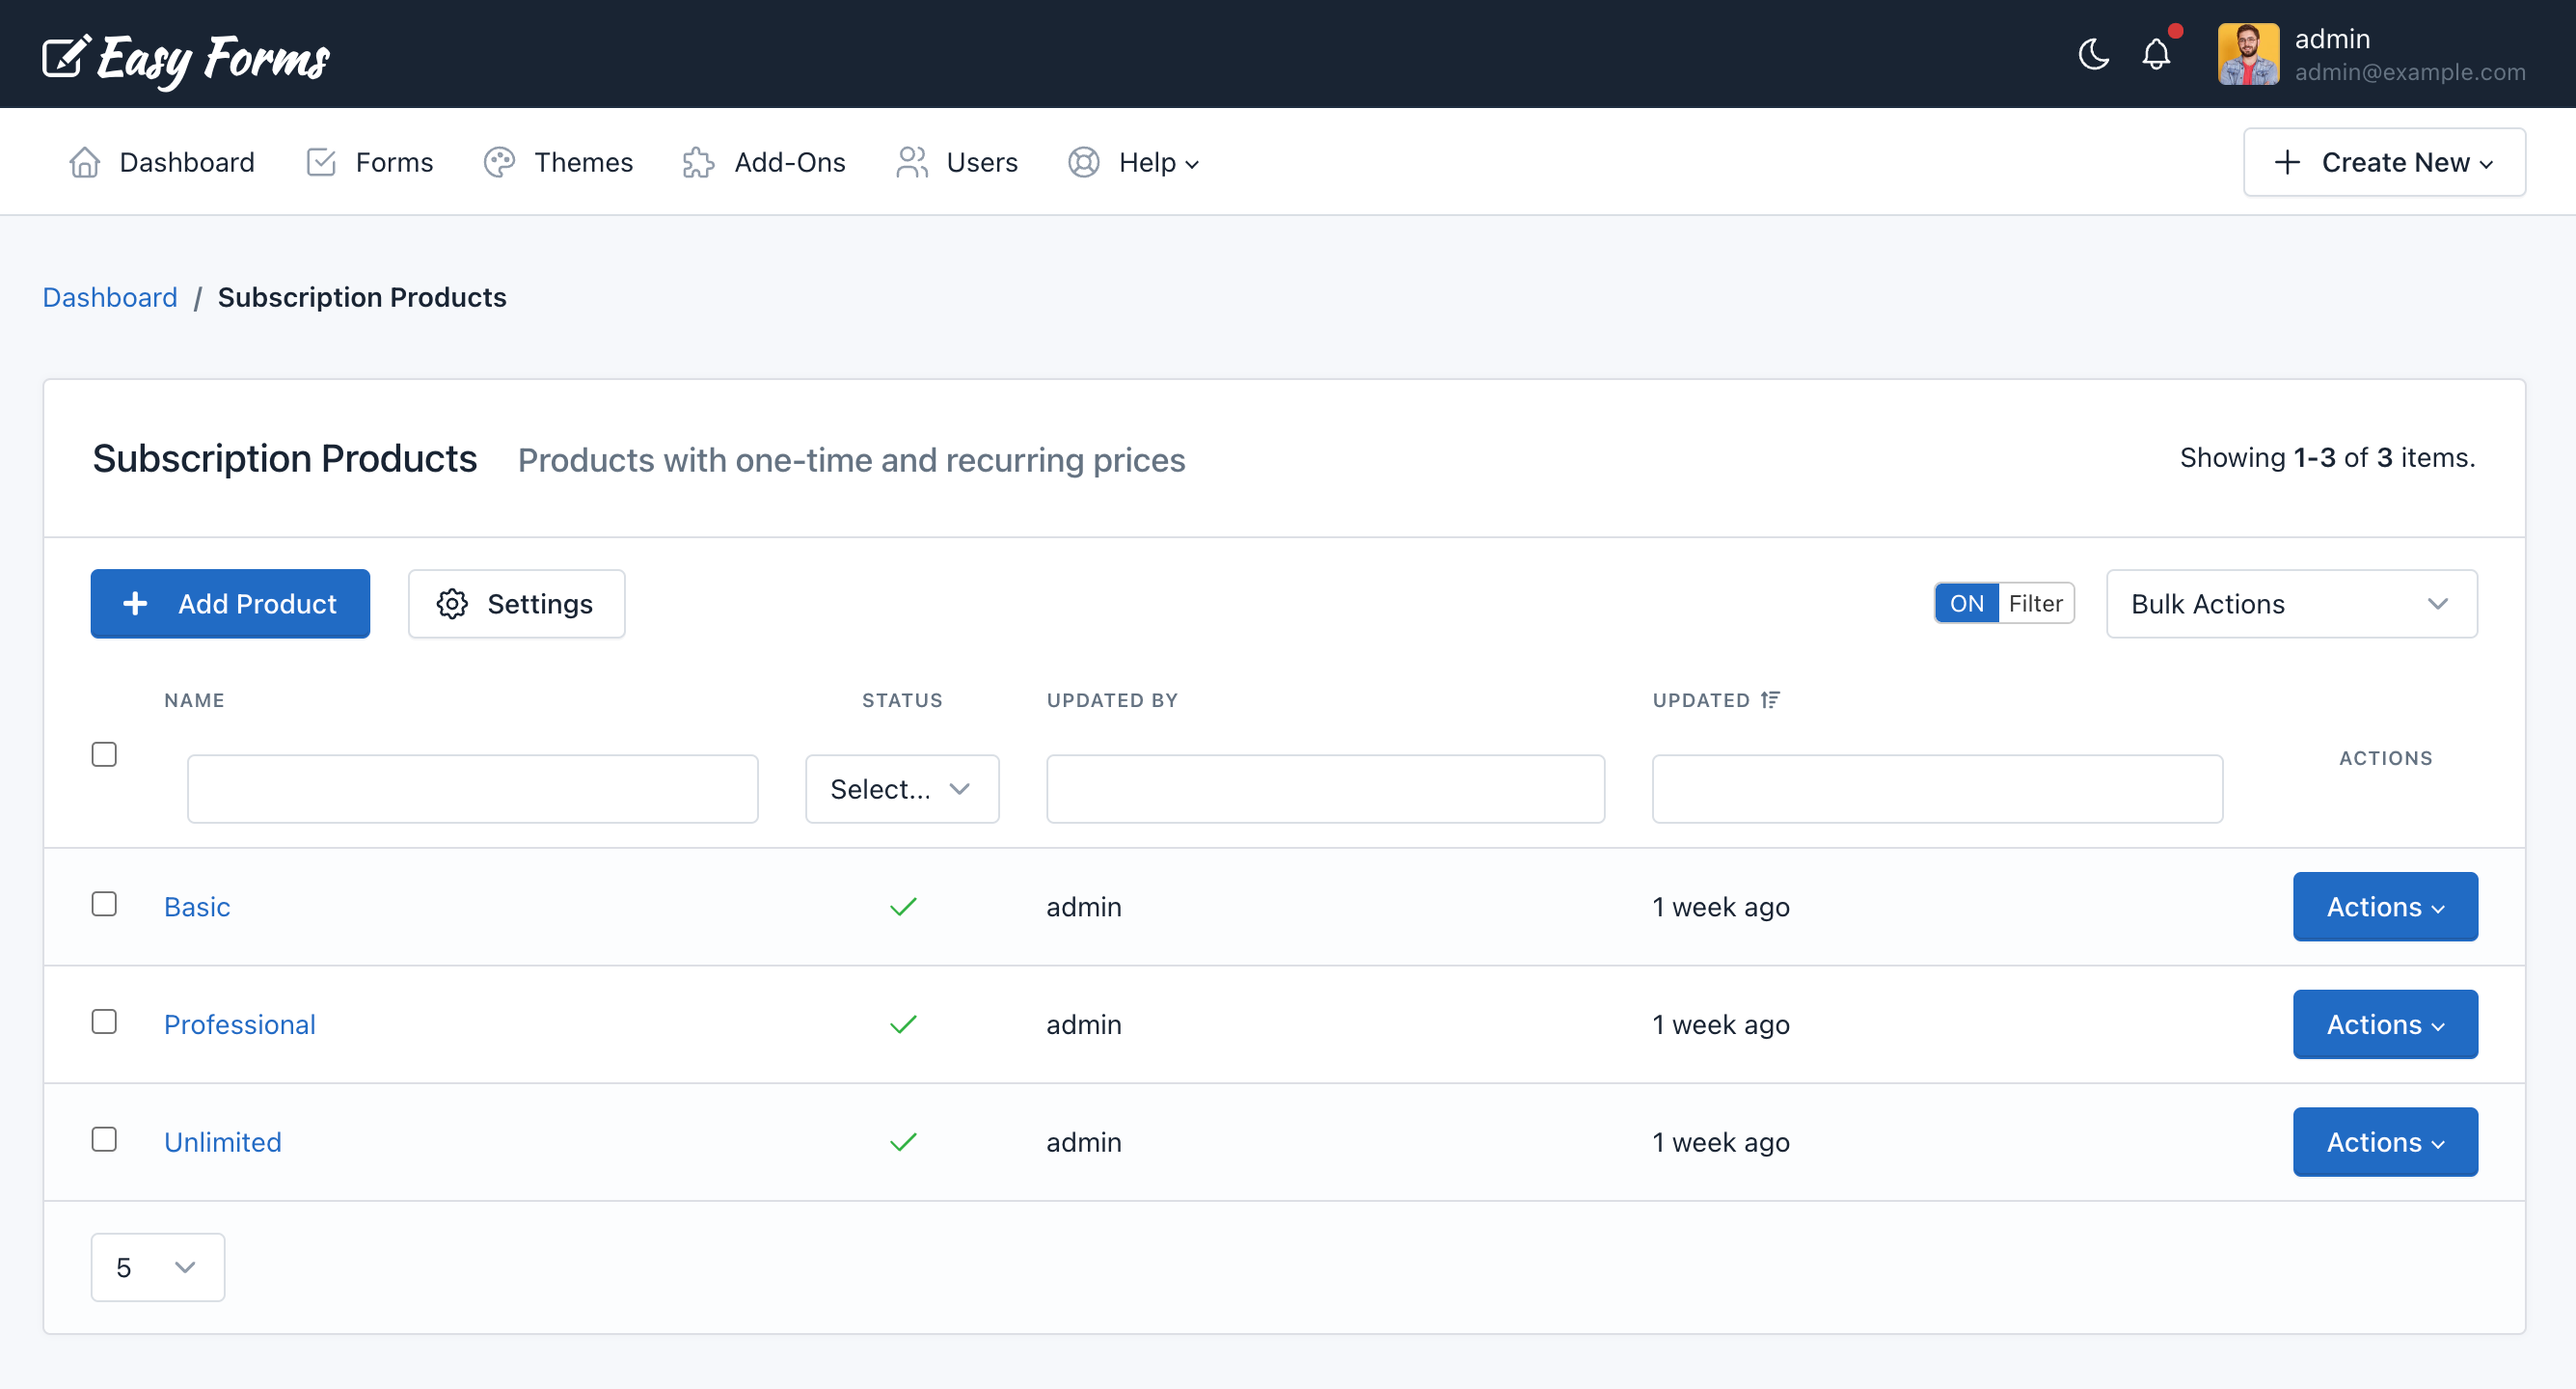 Easy Forms
admin
admin@example.com
Dashboard Forms Themes Add-Ons Users Help Create New
Dashboard / Subscription Products
Subscription Products Products with one-time and recurring prices Showing 1-3 of 3 items.
Add Product Settings ON Filter Bulk Actions
NAME STATUS UPDATED BY UPDATED
ACTIONS
Select...
Basic admin 1 week ago Actions
Professional admin 1 week ago Actions
Unlimited admin 1 week ago Actions
5